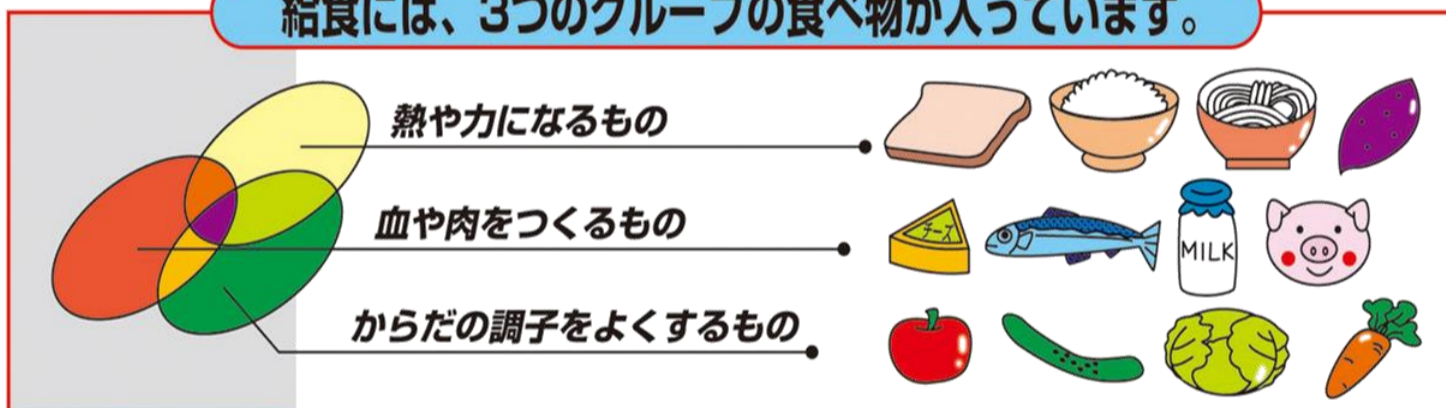 給食には、3つのグループの食べ物が入っています。
熱や力になるもの
血や肉をつくるもの
チーズ
MILK
からだの調子をよくするもの